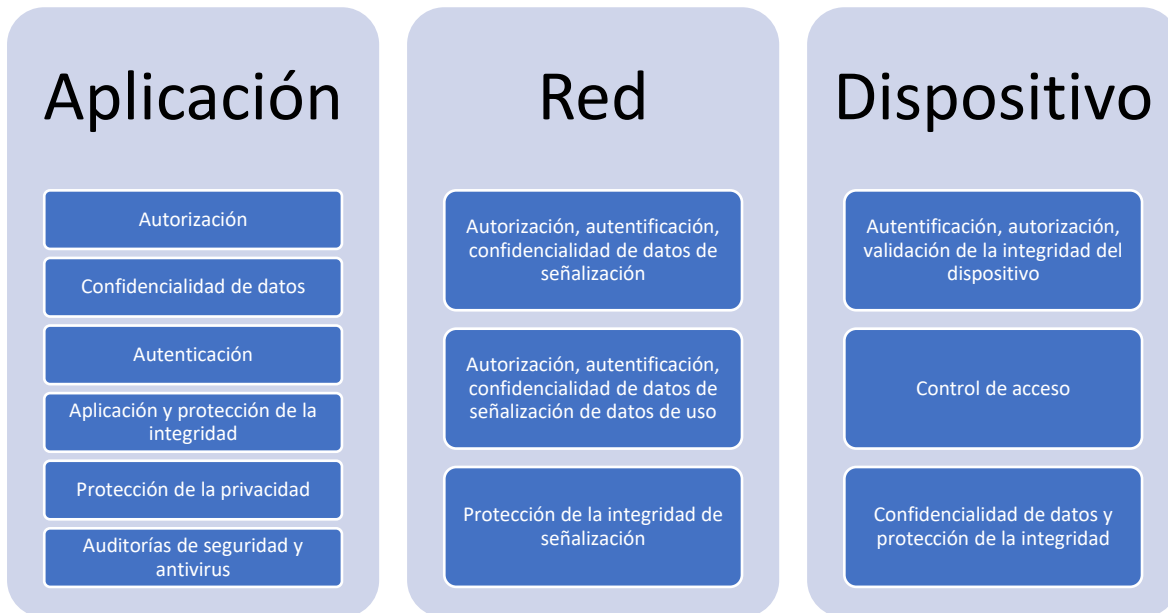 Aplicación
Autorización
Confidencialidad de datos
Autenticación
Aplicación y protección de la
integridad
Protección de la privacidad
Auditorías de seguridad y
antivirus
Red
Autorización, autentificación,
confidencialidad de datos de
señalización
Autorización, autentificación,
confidencialidad de datos de
señalización de datos de uso
Protección de la integridad de
señalización
Dispositivo
Autentificación, autorización,
validación de la integridad del
dispositivo
Control de acceso
Confidencialidad de datos y
protección de la integridad